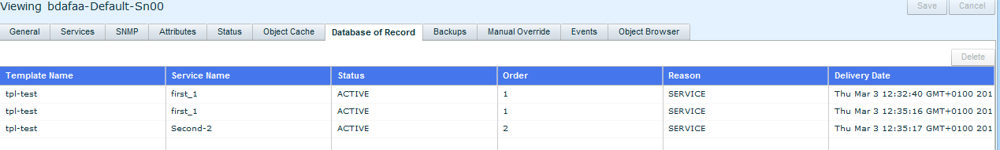 Viewing bdafaa-Default-Sn00 Save Cancel
General Services SNMP Attributes Status Object Cache Database of Record Backups Manual Override Events Object Browser
Delete
Template Name Service Name Status Order Reason Delivery Date
tpl-test first_1 ACTIVE 1 SERVICE Thu Mar 3 12:32:40 GMT+0100 201
tpl-test first_1 ACTIVE 1 SERVICE Thu Mar 3 12:35:16 GMT+0100 201
tpl-test Second-2 ACTIVE 2 SERVICE Thu Mar 3 12:35:17 GMT+0100 201